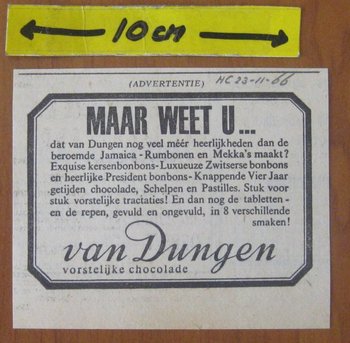 10 cm
(ADVERTENTIE)
HC 23-11-66
MAAR WEET U...
dat van Dungen nog veel méér heerlijkheden dan de
beroemde Jamaica - Rumbonen en Mekka's maakt?
Exquise kersenbonbons - Luxueuze Zwitserse bonbons
en heerlijke President bonbons - Knappende Vier Jaar
getijden chocolade, Schelpen en Pastilles. Stuk voor
stuk vorstelijke tractaties! En dan nog de tabletten -
en de repen, gevuld en ongevuld, in 8 verschillende
smaken!
van Dungen
vorstelijke chocolade